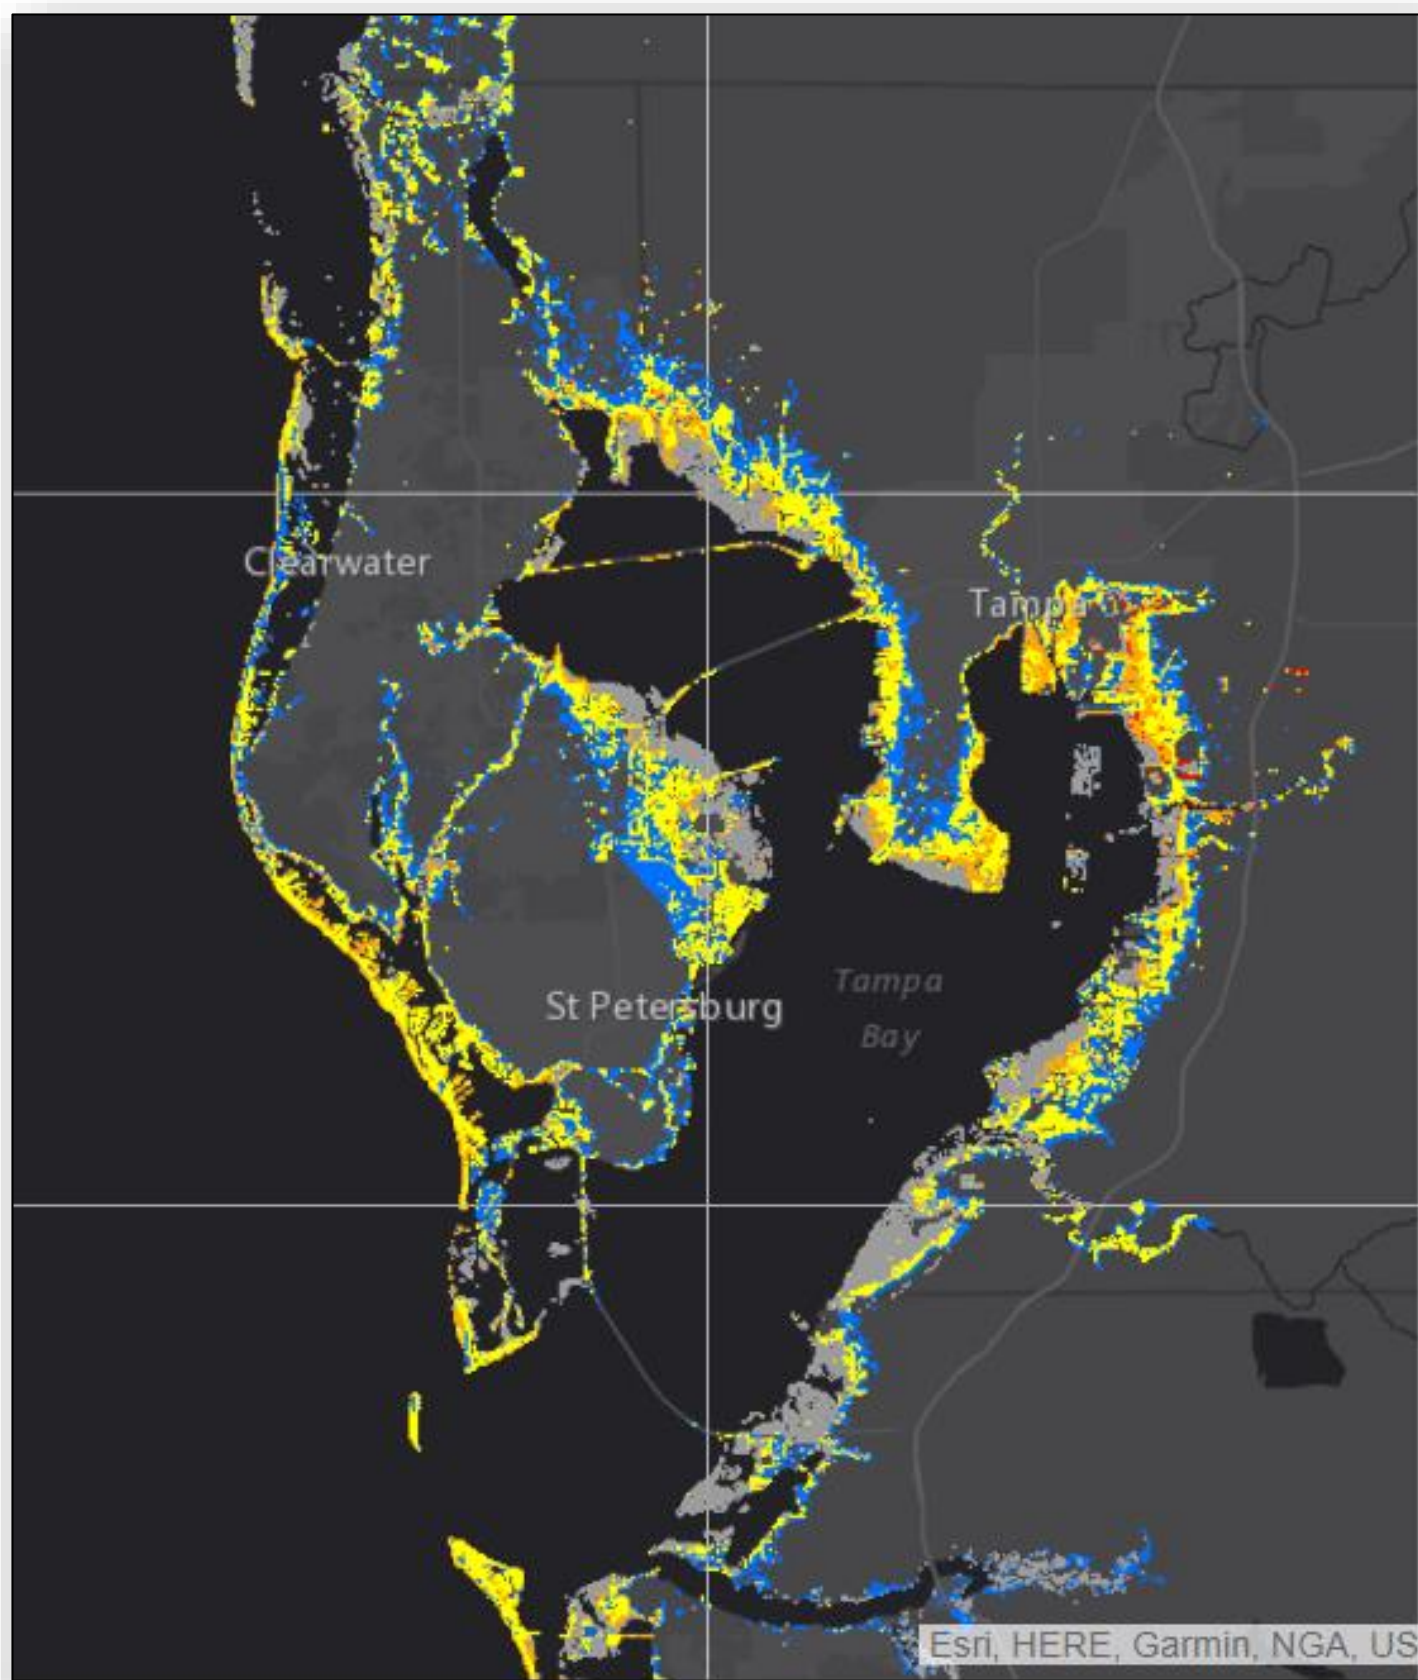 Clearwater
Tampa
St Petersburg
Tampa
Bay
Esri, HERE, Garmin, NGA, US